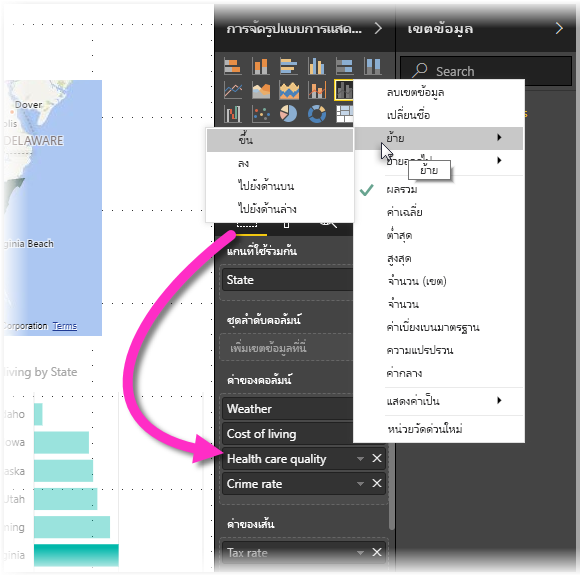 การจัดรูปแบบการแสด...
เขตข้อมูล
Search
Dover
DELAWARE
ginia Beach
Corporation Terms
ลบเขตข้อมูล
เปลี่ยนชื่อ
ย้าย
ย้าย
ผลรวม
ค่าเฉลี่ย
ต่ำสุด
สูงสุด
จำนวน (เขต)
จำนวน
ค่าเบี่ยงเบนมาตรฐาน
ความแปรปรวน
ค่ากลาง
แสดงค่าเป็น
หน่วยวัดด่วนใหม่
ขึ้น
ลง
ไปยังด้านบน
ไปยังด้านล่าง
แกนที่ใช้ร่วมกัน
State
ชุดลำดับคอลัมน์
เพิ่มเขตข้อมูลที่นี่
ค่าของคอลัมน์
Weather
Cost of living
Health care quality
Crime rate
ค่าของเส้น
Tax rate
iving by State
daho
owa
aska
Utah
ming
ginia